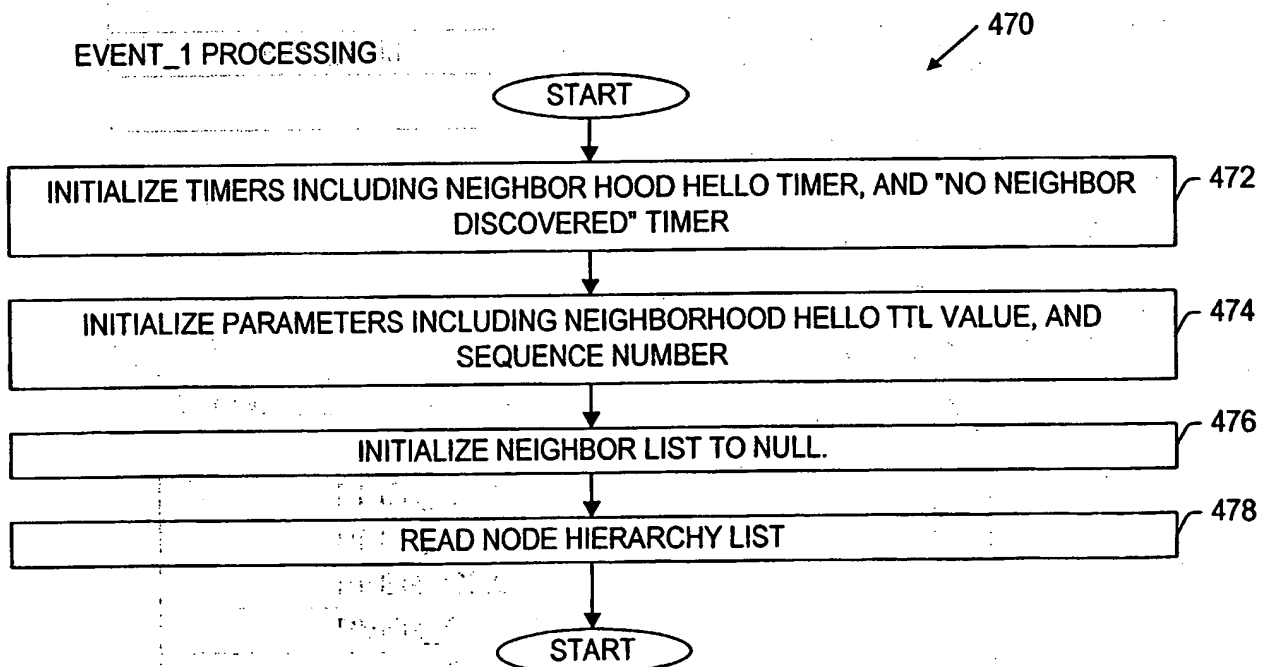 470
EVENT_1 PROCESSING
START
INITIALIZE TIMERS INCLUDING NEIGHBOR HOOD HELLO TIMER, AND "NO NEIGHBOR
DISCOVERED" TIMER
472
INITIALIZE PARAMETERS INCLUDING NEIGHBORHOOD HELLO TTL VALUE, AND
SEQUENCE NUMBER
474
INITIALIZE NEIGHBOR LIST TO NULL.
476
READ NODE HIERARCHY LIST
478
START